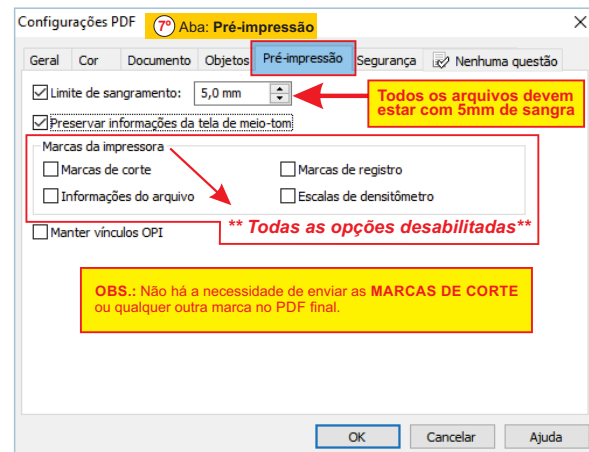 Configurações PDF
7º Aba: Pré-impressão
Geral Cor Documento Objetos Pré-impressão Segurança Nenhuma questão
Limite de sangramento: 5,0 mm
Todos os arquivos devem
estar com 5mm de sangra
Preservar informações da tela de meio-tom
Marcas da impressora
Marcas de corte Marcas de registro
Informações do arquivo Escalas de densitômetro
** Todas as opções desabilitadas**
Manter vínculos OPI
OBS.: Não há a necessidade de enviar as MARCAS DE CORTE
ou qualquer outra marca no PDF final.
OK Cancelar Ajuda